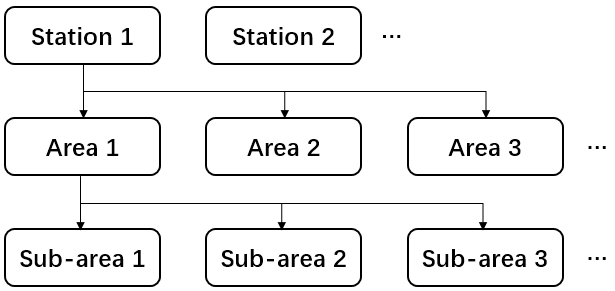 Station 1 Station 2 ...
Area 1 Area 2 Area 3 ...
Sub-area 1 Sub-area 2 Sub-area 3 ...